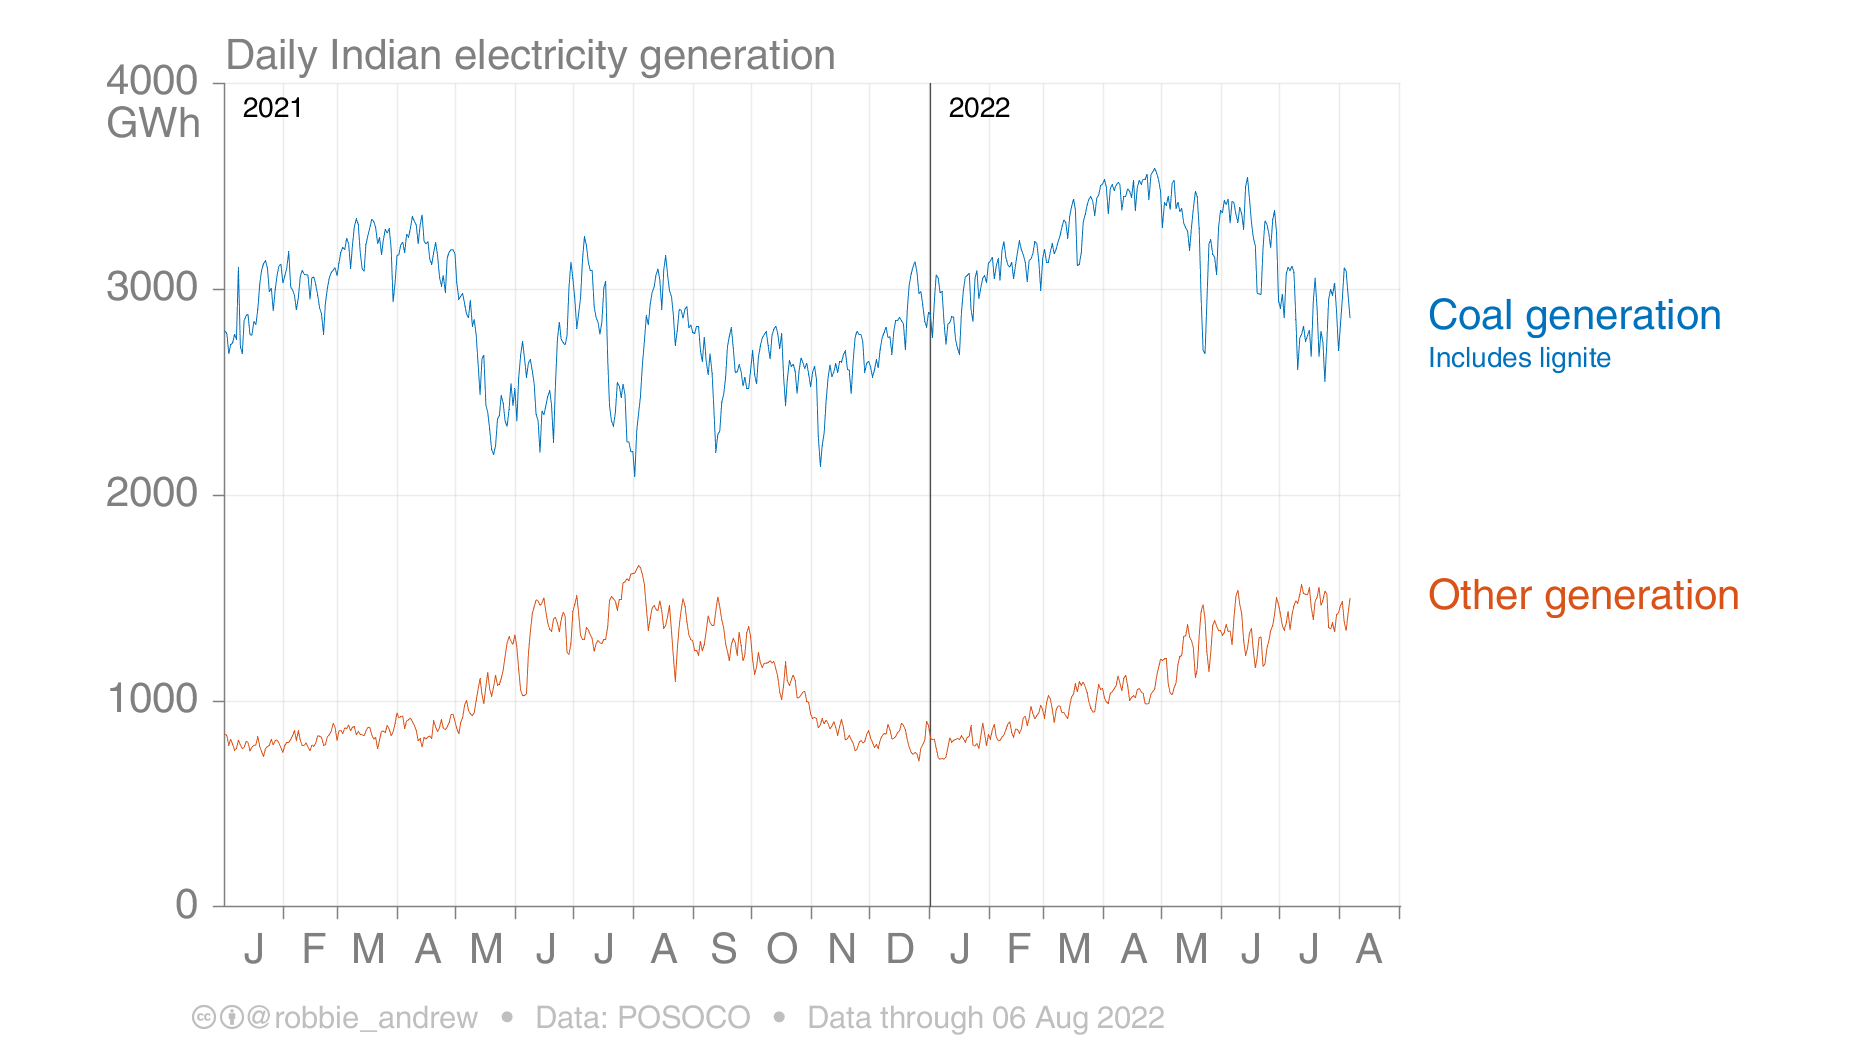 Daily Indian electricity generation
4000
GWh
2021
2022
3000
Coal generation
Includes lignite
2000
Other generation
1000
0
J F M A M J J A S O N D J F M A M J J A
cc @robbie_andrew • Data: POSOCO • Data through 06 Aug 2022